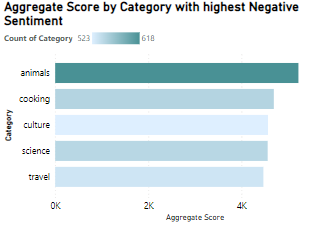 Aggregate Score by Category with highest Negative
Sentiment
Count of Category 523 618
animals
cooking
culture
science
travel
Category
0K 2K 4K
Aggregate Score